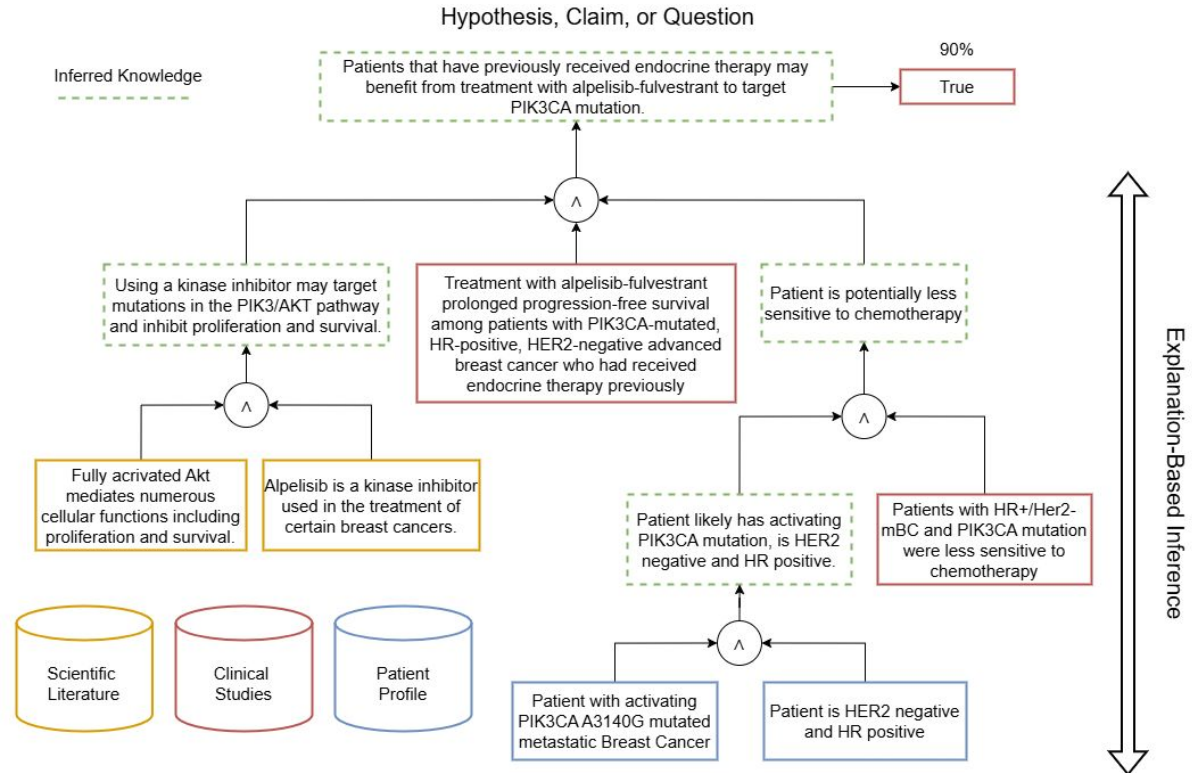 Hypothesis, Claim, or Question
Inferred Knowledge
Patients that have previously received endocrine therapy may
benefit from treatment with alpelisib-fulvestrant to target
PIK3CA mutation.
90%
True
^
Using a kinase inhibitor may target
mutations in the PIK3/AKT pathway
and inhibit proliferation and survival.
Treatment with alpelisib-fulvestrant
prolonged progression-free survival
among patients with PIK3CA-mutated,
HR-positive, HER2-negative advanced
breast cancer who had received
endocrine therapy previously
Patient is potentially less
sensitive to chemotherapy
^
^
Fully acrivated Akt
mediates numerous
cellular functions including
proliferation and survival.
Alpelisib is a kinase inhibitor
used in the treatment of
certain breast cancers.
Patient likely has activating
PIK3CA mutation, is HER2
negative and HR positive.
Patients with HR+/Her2-
mBC and PIK3CA mutation
were less sensitive to
chemotherapy
^
Scientific
Literature
Clinical
Studies
Patient
Profile
Patient with activating
PIK3CA A3140G mutated
metastatic Breast Cancer
Patient is HER2 negative
and HR positive
Explanation-Based Inference